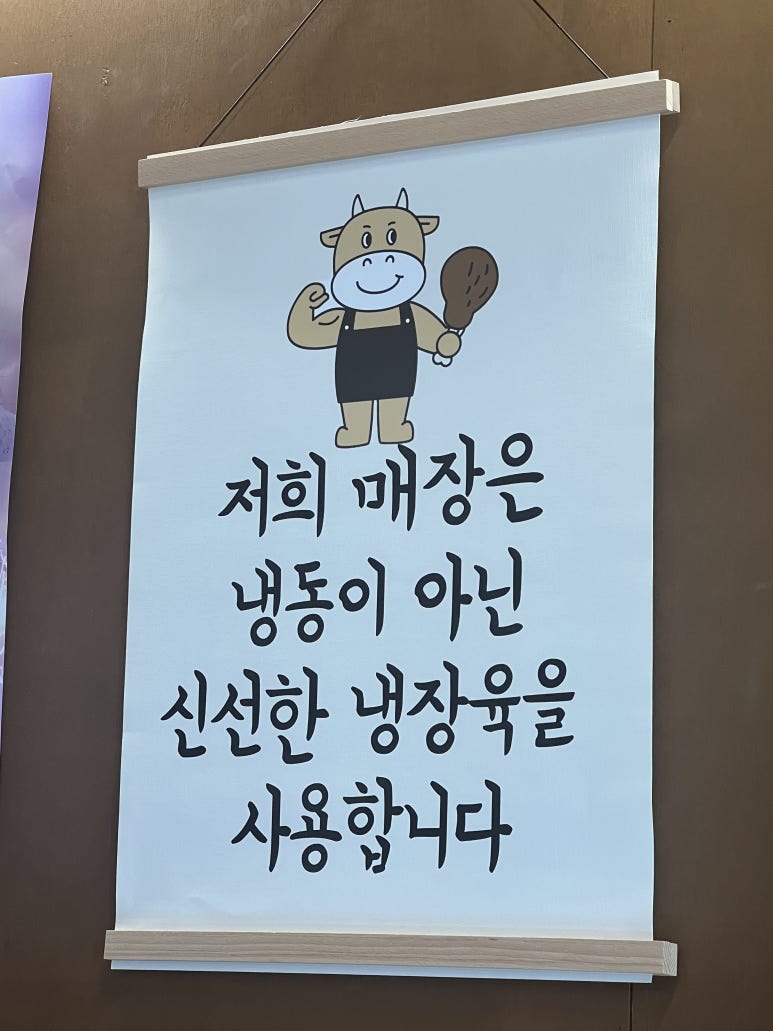 저희 매장은
냉동이 아닌
신선한 냉장육을
사용합니다